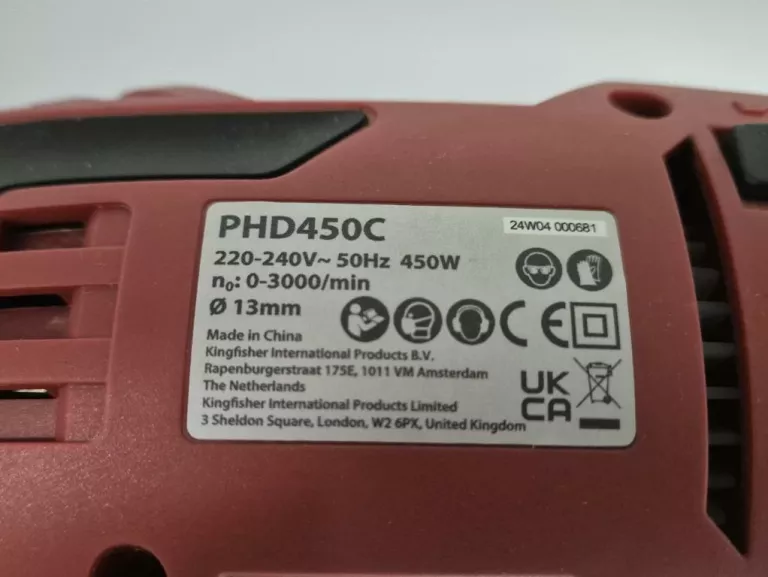 PHD450C
24W04 000681
220-240V~ 50Hz 450W
n₀: 0-3000/min
Ø 13mm
Made in China
Kingfisher International Products B.V.
Rapenburgerstraat 175E, 1011 VM Amsterdam
The Netherlands
Kingfisher International Products Limited
3 Sheldon Square, London, W2 6PX, United Kingdom
CE
UK
CA